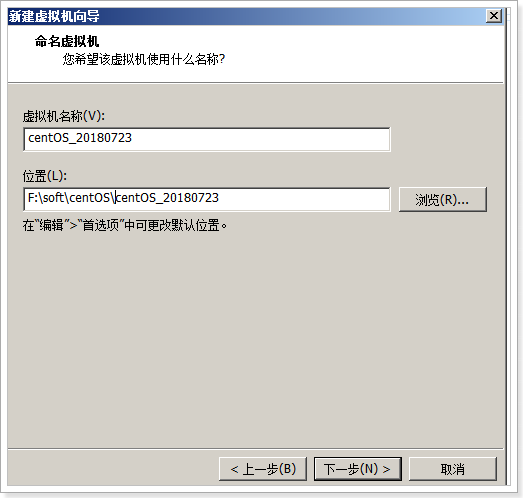 新建虚拟机向导
命名虚拟机
您希望该虚拟机使用什么名称?
虚拟机名称(V):
centOS_20180723
位置(L):
F:\soft\centOS\centOS_20180723
浏览(R)...
在“编辑”>“首选项”中可更改默认位置。
< 上一步(B)
下一步(N) >
取消